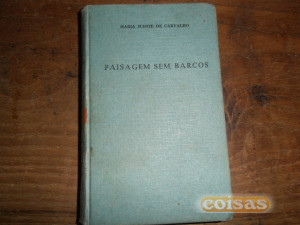 MARIA JUDITE DE CARVALHO
PAISAGEM SEM BARCOS
coisas